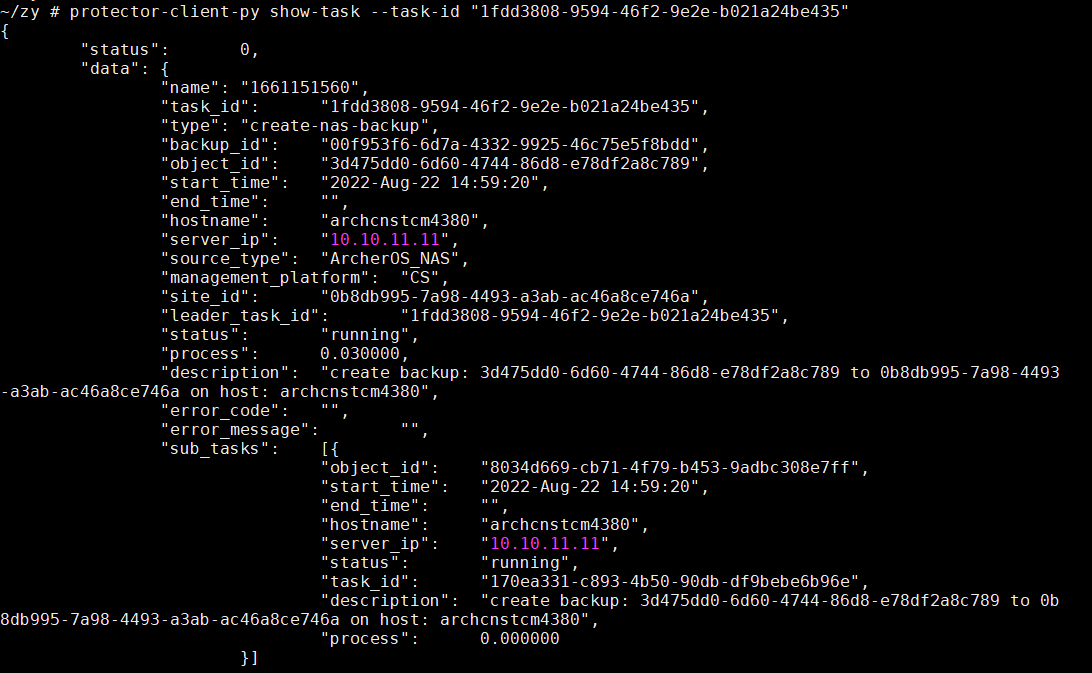 ~/zy # protector-client-py show-task --task-id "1fdd3808-9594-46f2-9e2e-b021a24be435"
{
"status": 0,
"data": {
"name": "1661151560",
"task_id": "1fdd3808-9594-46f2-9e2e-b021a24be435",
"type": "create-nas-backup",
"backup_id": "00f953f6-6d7a-4332-9925-46c75e5f8bdd",
"object_id": "3d475dd0-6d60-4744-86d8-e78df2a8c789",
"start_time": "2022-Aug-22 14:59:20",
"end_time": "",
"hostname": "archcnstcm4380",
"server_ip": "10.10.11.11",
"source_type": "ArcherOS_NAS",
"management_platform": "CS",
"site_id": "0b8db995-7a98-4493-a3ab-ac46a8ce746a",
"leader_task_id": "1fdd3808-9594-46f2-9e2e-b021a24be435",
"status": "running",
"process": 0.030000,
"description": "create backup: 3d475dd0-6d60-4744-86d8-e78df2a8c789 to 0b8db995-7a98-4493
-a3ab-ac46a8ce746a on host: archcnstcm4380",
"error_code": "",
"error_message": "",
"sub_tasks": [{
"object_id": "8034d669-cb71-4f79-b453-9adbc308e7ff",
"start_time": "2022-Aug-22 14:59:20",
"end_time": "",
"hostname": "archcnstcm4380",
"server_ip": "10.10.11.11",
"status": "running",
"task_id": "170ea331-c893-4b50-90db-df9bebe6b96e",
"description": "create backup: 3d475dd0-6d60-4744-86d8-e78df2a8c789 to 0b
8db995-7a98-4493-a3ab-ac46a8ce746a on host: archcnstcm4380",
"process": 0.000000
}]